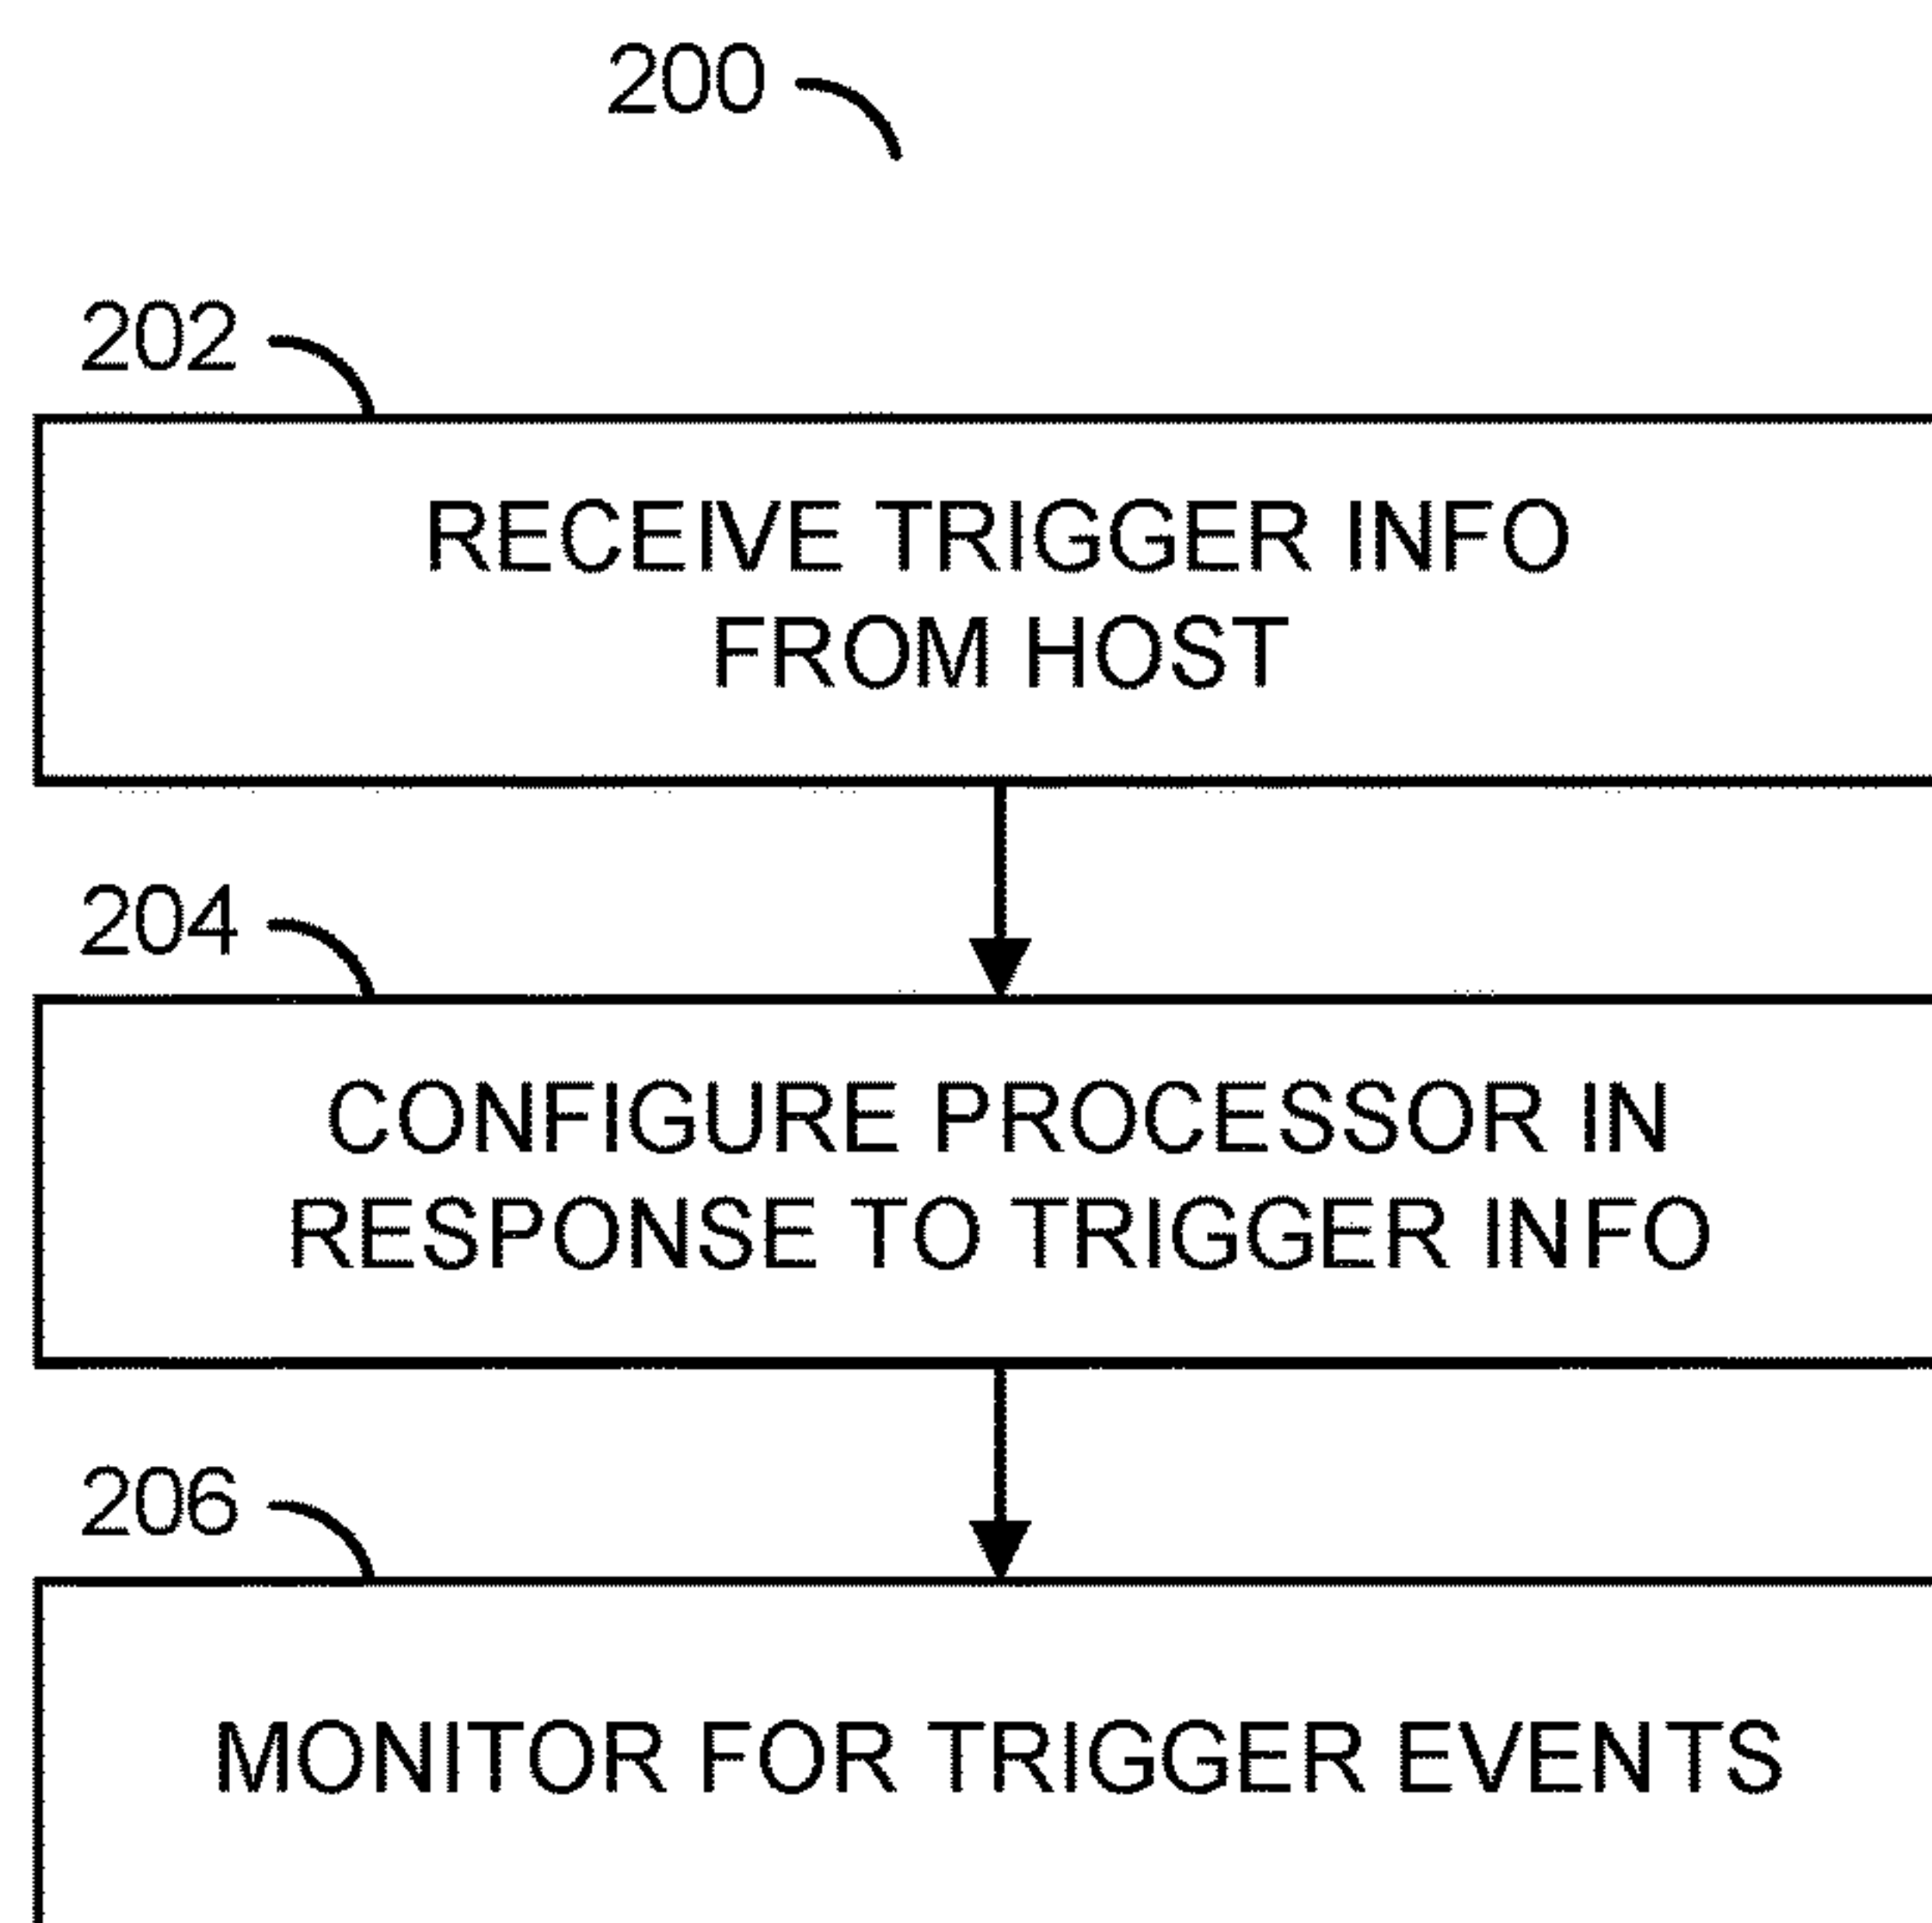 200
202
RECEIVE TRIGGER INFO
FROM HOST
204
CONFIGURE PROCESSOR IN
RESPONSE TO TRIGGER INFO
206
MONITOR FOR TRIGGER EVENTS